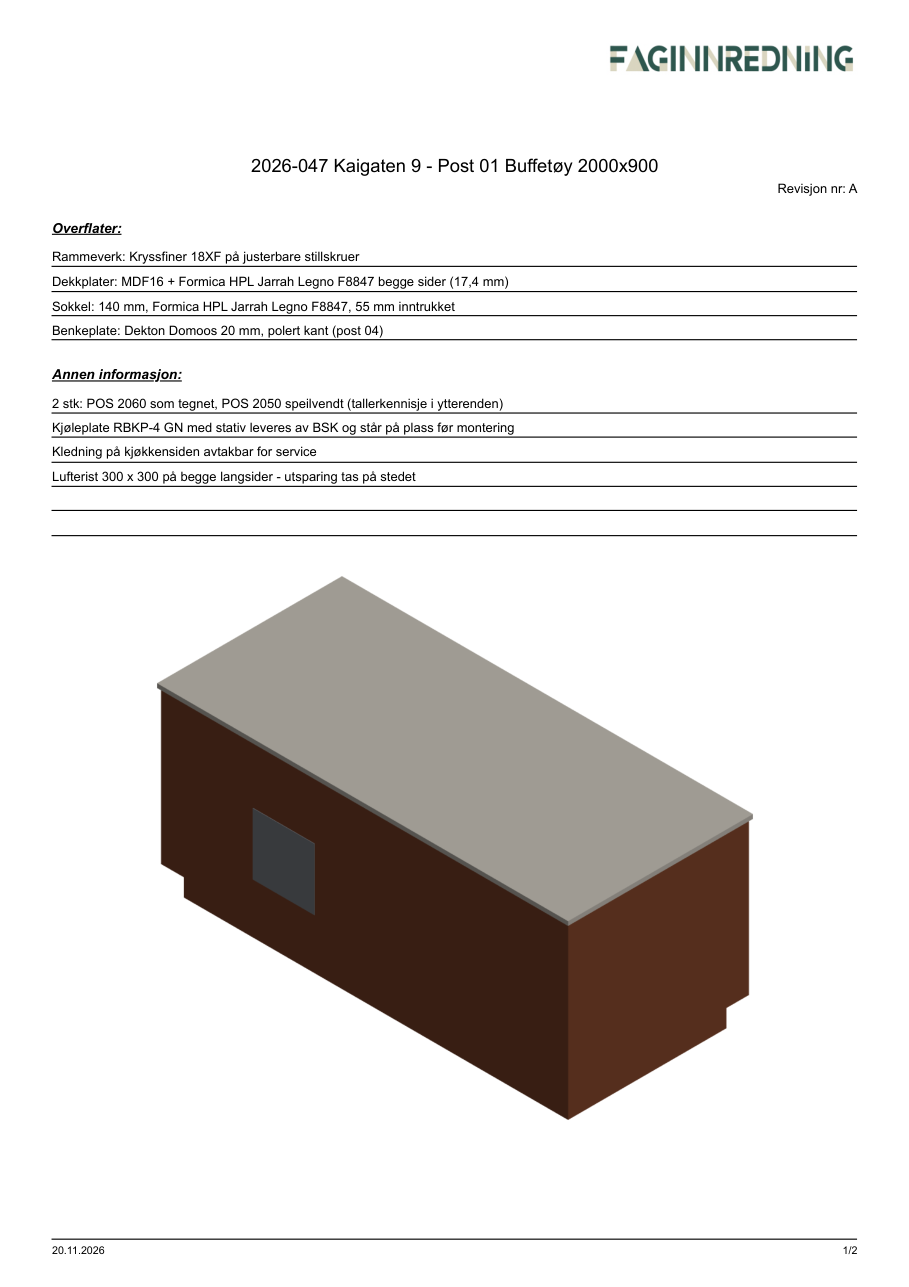 FAGINNREDNING
2026-047 Kaigaten 9 - Post 01 Buffetøy 2000x900
Revisjon nr: A
Overflater:
Rammeverk: Kryssfiner 18XF på justerbare stillskruer
Dekkplater: MDF16 + Formica HPL Jarrah Legno F8847 begge sider (17,4 mm)
Sokkel: 140 mm, Formica HPL Jarrah Legno F8847, 55 mm inntrukket
Benkeplate: Dekton Domoos 20 mm, polert kant (post 04)
Annen informasjon:
2 stk: POS 2060 som tegnet, POS 2050 speilvendt (tallerkennisje i ytterenden)
Kjøleplate RBKP-4 GN med stativ leveres av BSK og står på plass før montering
Kledning på kjøkkensiden avtakbar for service
Lufterist 300 x 300 på begge langsider - utsparing tas på stedet
20.11.2026
1/2